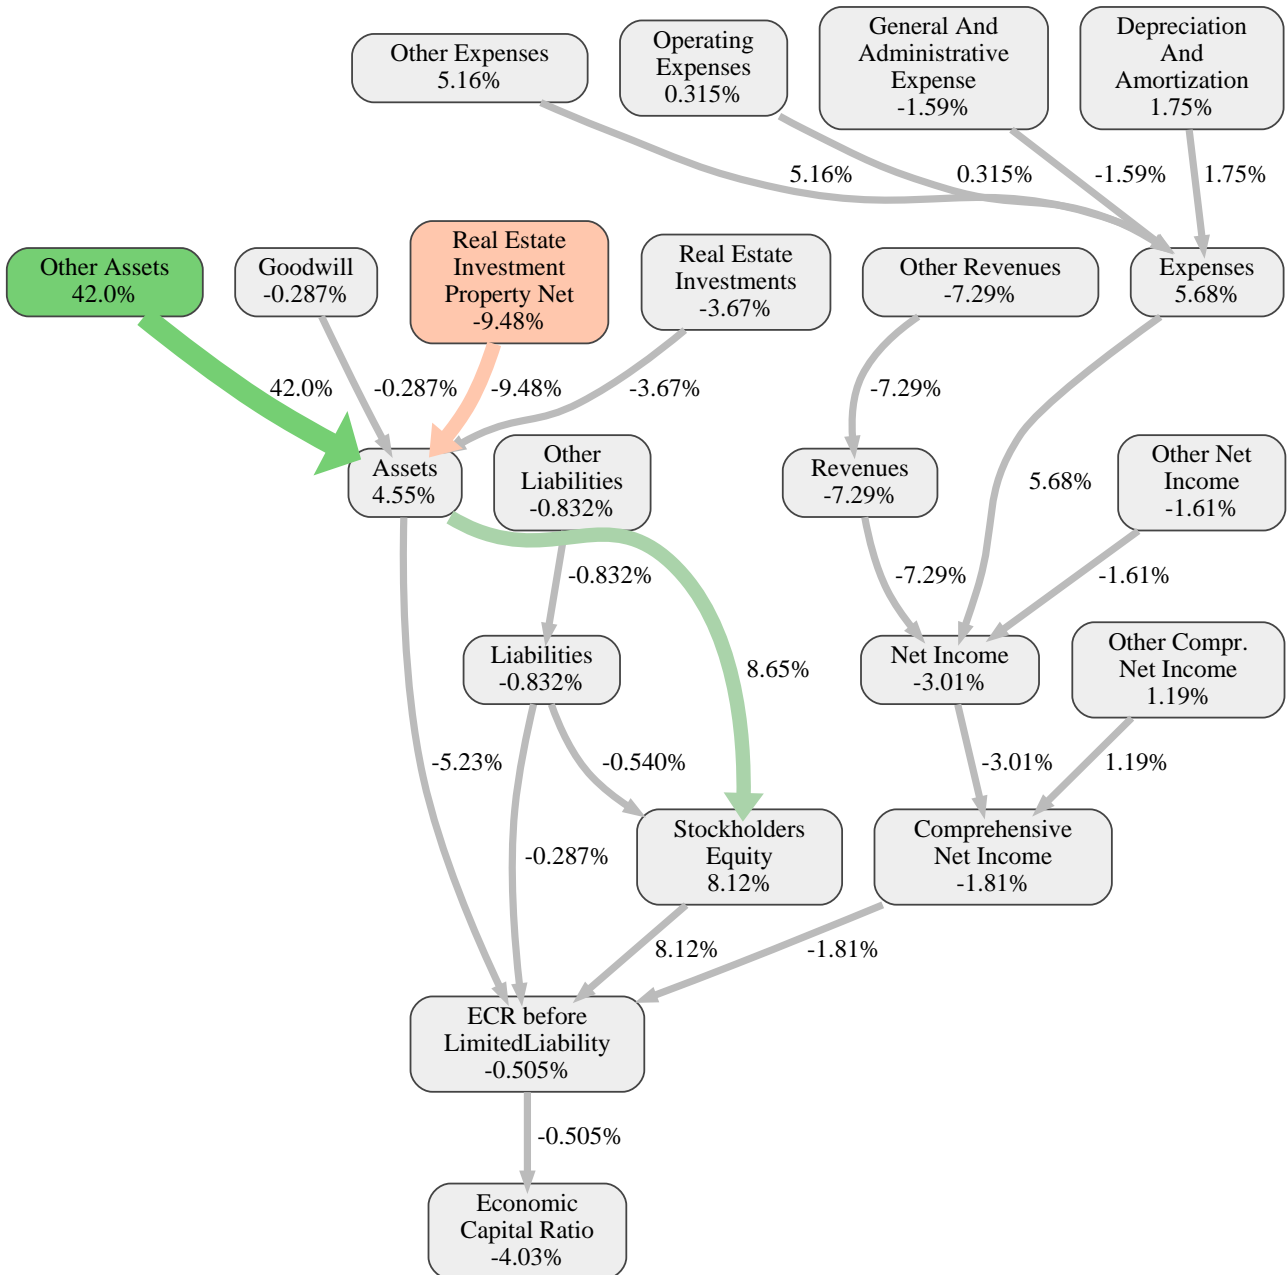 Other Expenses
5.16%
Operating
Expenses
0.315%
General And
Administrative
Expense
-1.59%
Depreciation
And
Amortization
1.75%
5.16%
0.315%
-1.59%
1.75%
Other Assets
42.0%
Goodwill
-0.287%
Real Estate
Investment
Property Net
-9.48%
Real Estate
Investments
-3.67%
Other Revenues
-7.29%
Expenses
5.68%
42.0%
-0.287%
-9.48%
-3.67%
-7.29%
Assets
4.55%
Other
Liabilities
-0.832%
Revenues
-7.29%
5.68%
Other Net
Income
-1.61%
-0.832%
-7.29%
-1.61%
Liabilities
-0.832%
8.65%
Net Income
-3.01%
Other Compr.
Net Income
1.19%
-5.23%
-0.540%
-3.01%
1.19%
-0.287%
Stockholders
Equity
8.12%
Comprehensive
Net Income
-1.81%
8.12%
-1.81%
ECR before
LimitedLiability
-0.505%
-0.505%
Economic
Capital Ratio
-4.03%